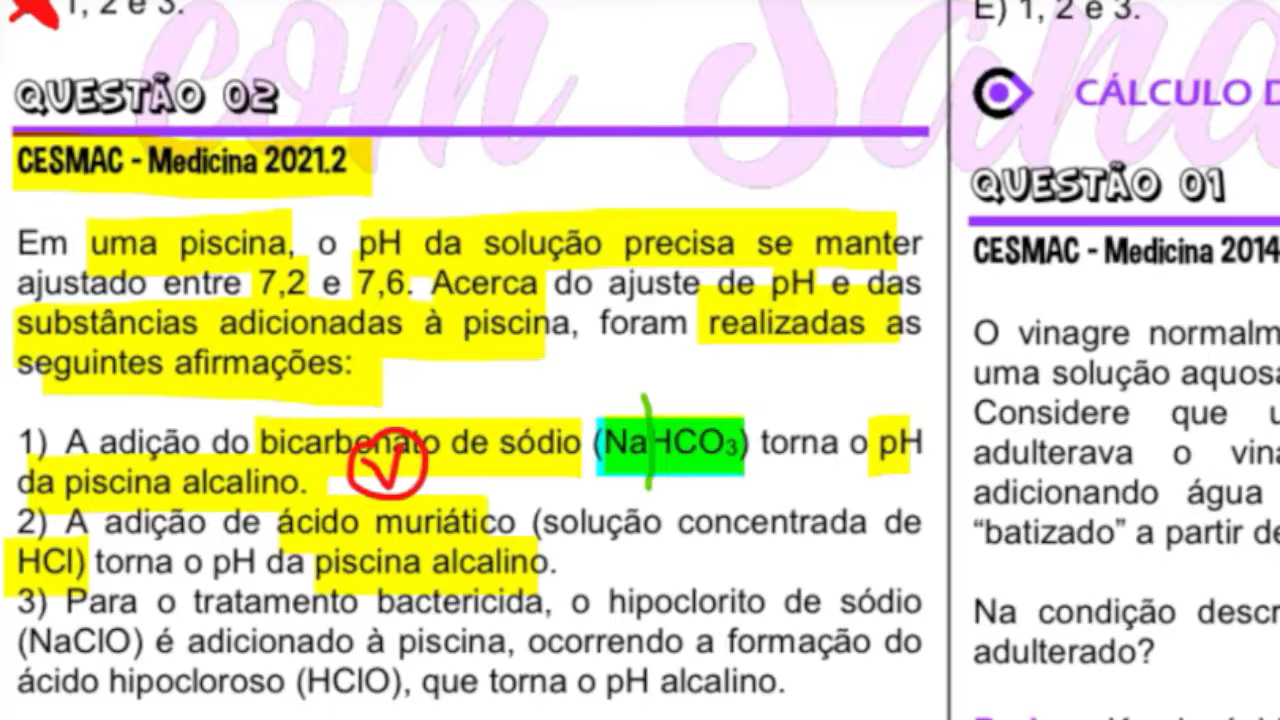 1, 2 e 3.
QUESTÃO 02
CESMAC - Medicina 2021.2
Em uma piscina, o pH da solução precisa se manter
ajustado entre 7,2 e 7,6. Acerca do ajuste de pH e das
substâncias adicionadas à piscina, foram realizadas as
seguintes afirmações:
1) A adição do bicarbonato de sódio (NaHCO₃) torna o pH
da piscina alcalino.
2) A adição de ácido muriático (solução concentrada de
HCl) torna o pH da piscina alcalino.
3) Para o tratamento bactericida, o hipoclorito de sódio
(NaClO) é adicionado à piscina, ocorrendo a formação do
ácido hipocloroso (HClO), que torna o pH alcalino.
E) 1, 2 e 3.
CÁLCULO D
QUESTÃO 01
CESMAC - Medicina 2014
O vinagre normalm
uma solução aquosa
Considere que u
adulterava o vina
adicionando água
“batizado” a partir de
Na condição descr
adulterado?
com Sana